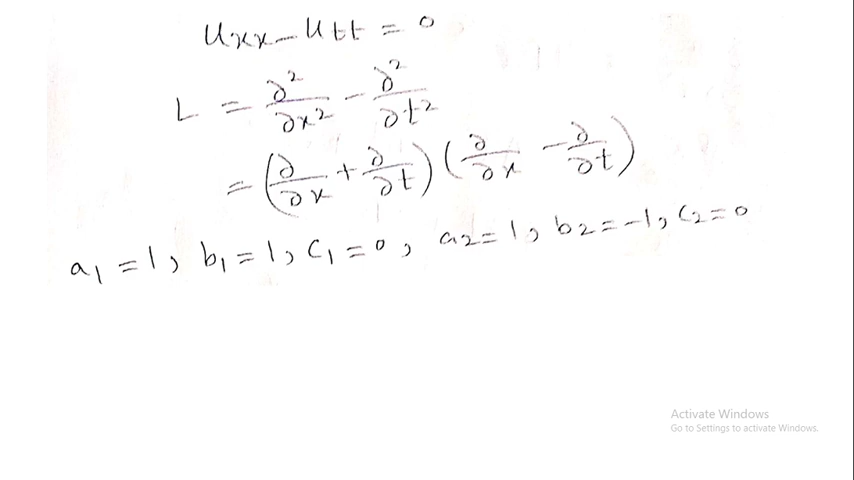 uxx - utt = 0
L = ∂²/∂x² - ∂²/∂t²
= (∂/∂x + ∂/∂t) (∂/∂x - ∂/∂t)
a₁ = 1, b₁ = 1, c₁ = 0, a₂ = 1, b₂ = -1, c₂ = 0
Activate Windows
Go to Settings to activate Windows.